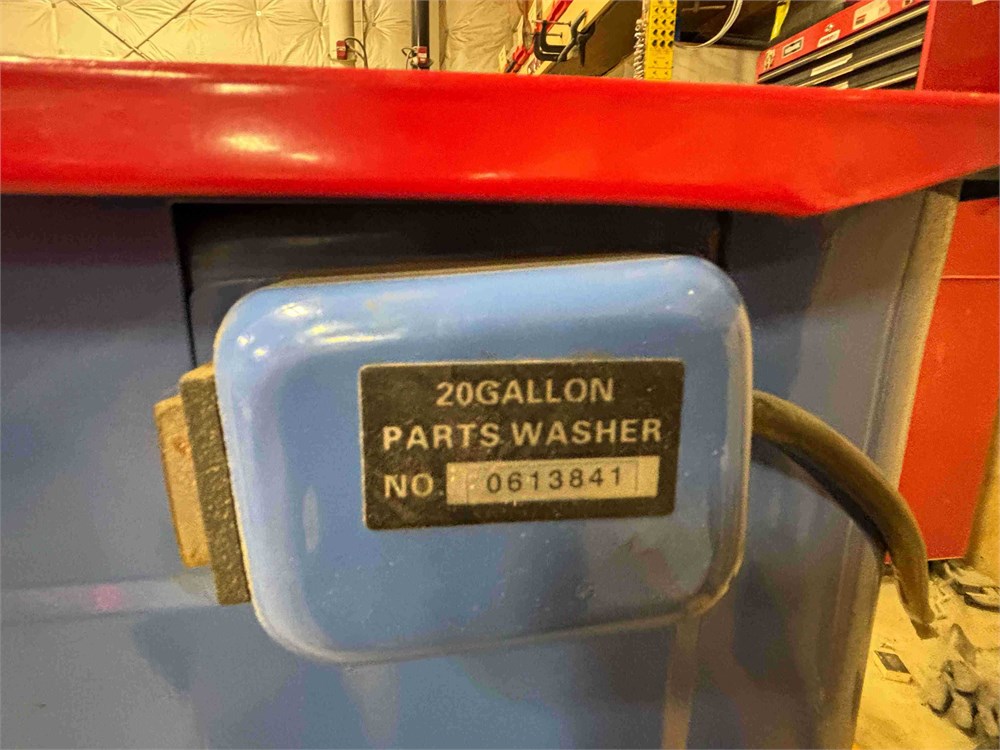 20GALLON
PARTS WASHER
NO. 0613841